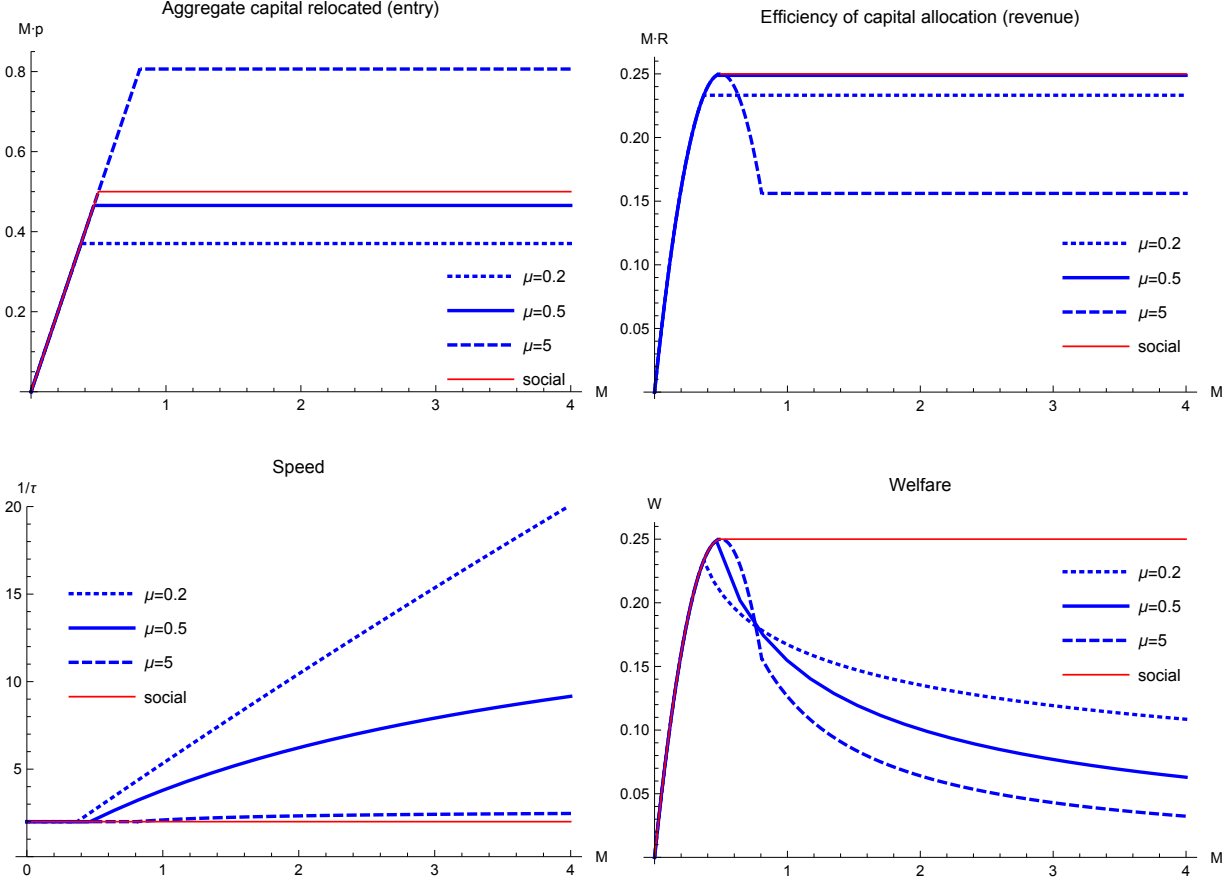 Aggregate capital relocated (entry)
M·p
0.8
0.6
0.4
0.2
1
2
3
4
M
μ=0.2
μ=0.5
μ=5
social
Efficiency of capital allocation (revenue)
M·R
0.25
0.20
0.15
0.10
0.05
1
2
3
4
M
μ=0.2
μ=0.5
μ=5
social
Speed
1/τ
20
15
10
5
0
1
2
3
4
M
μ=0.2
μ=0.5
μ=5
social
Welfare
W
0.25
0.20
0.15
0.10
0.05
1
2
3
4
M
μ=0.2
μ=0.5
μ=5
social